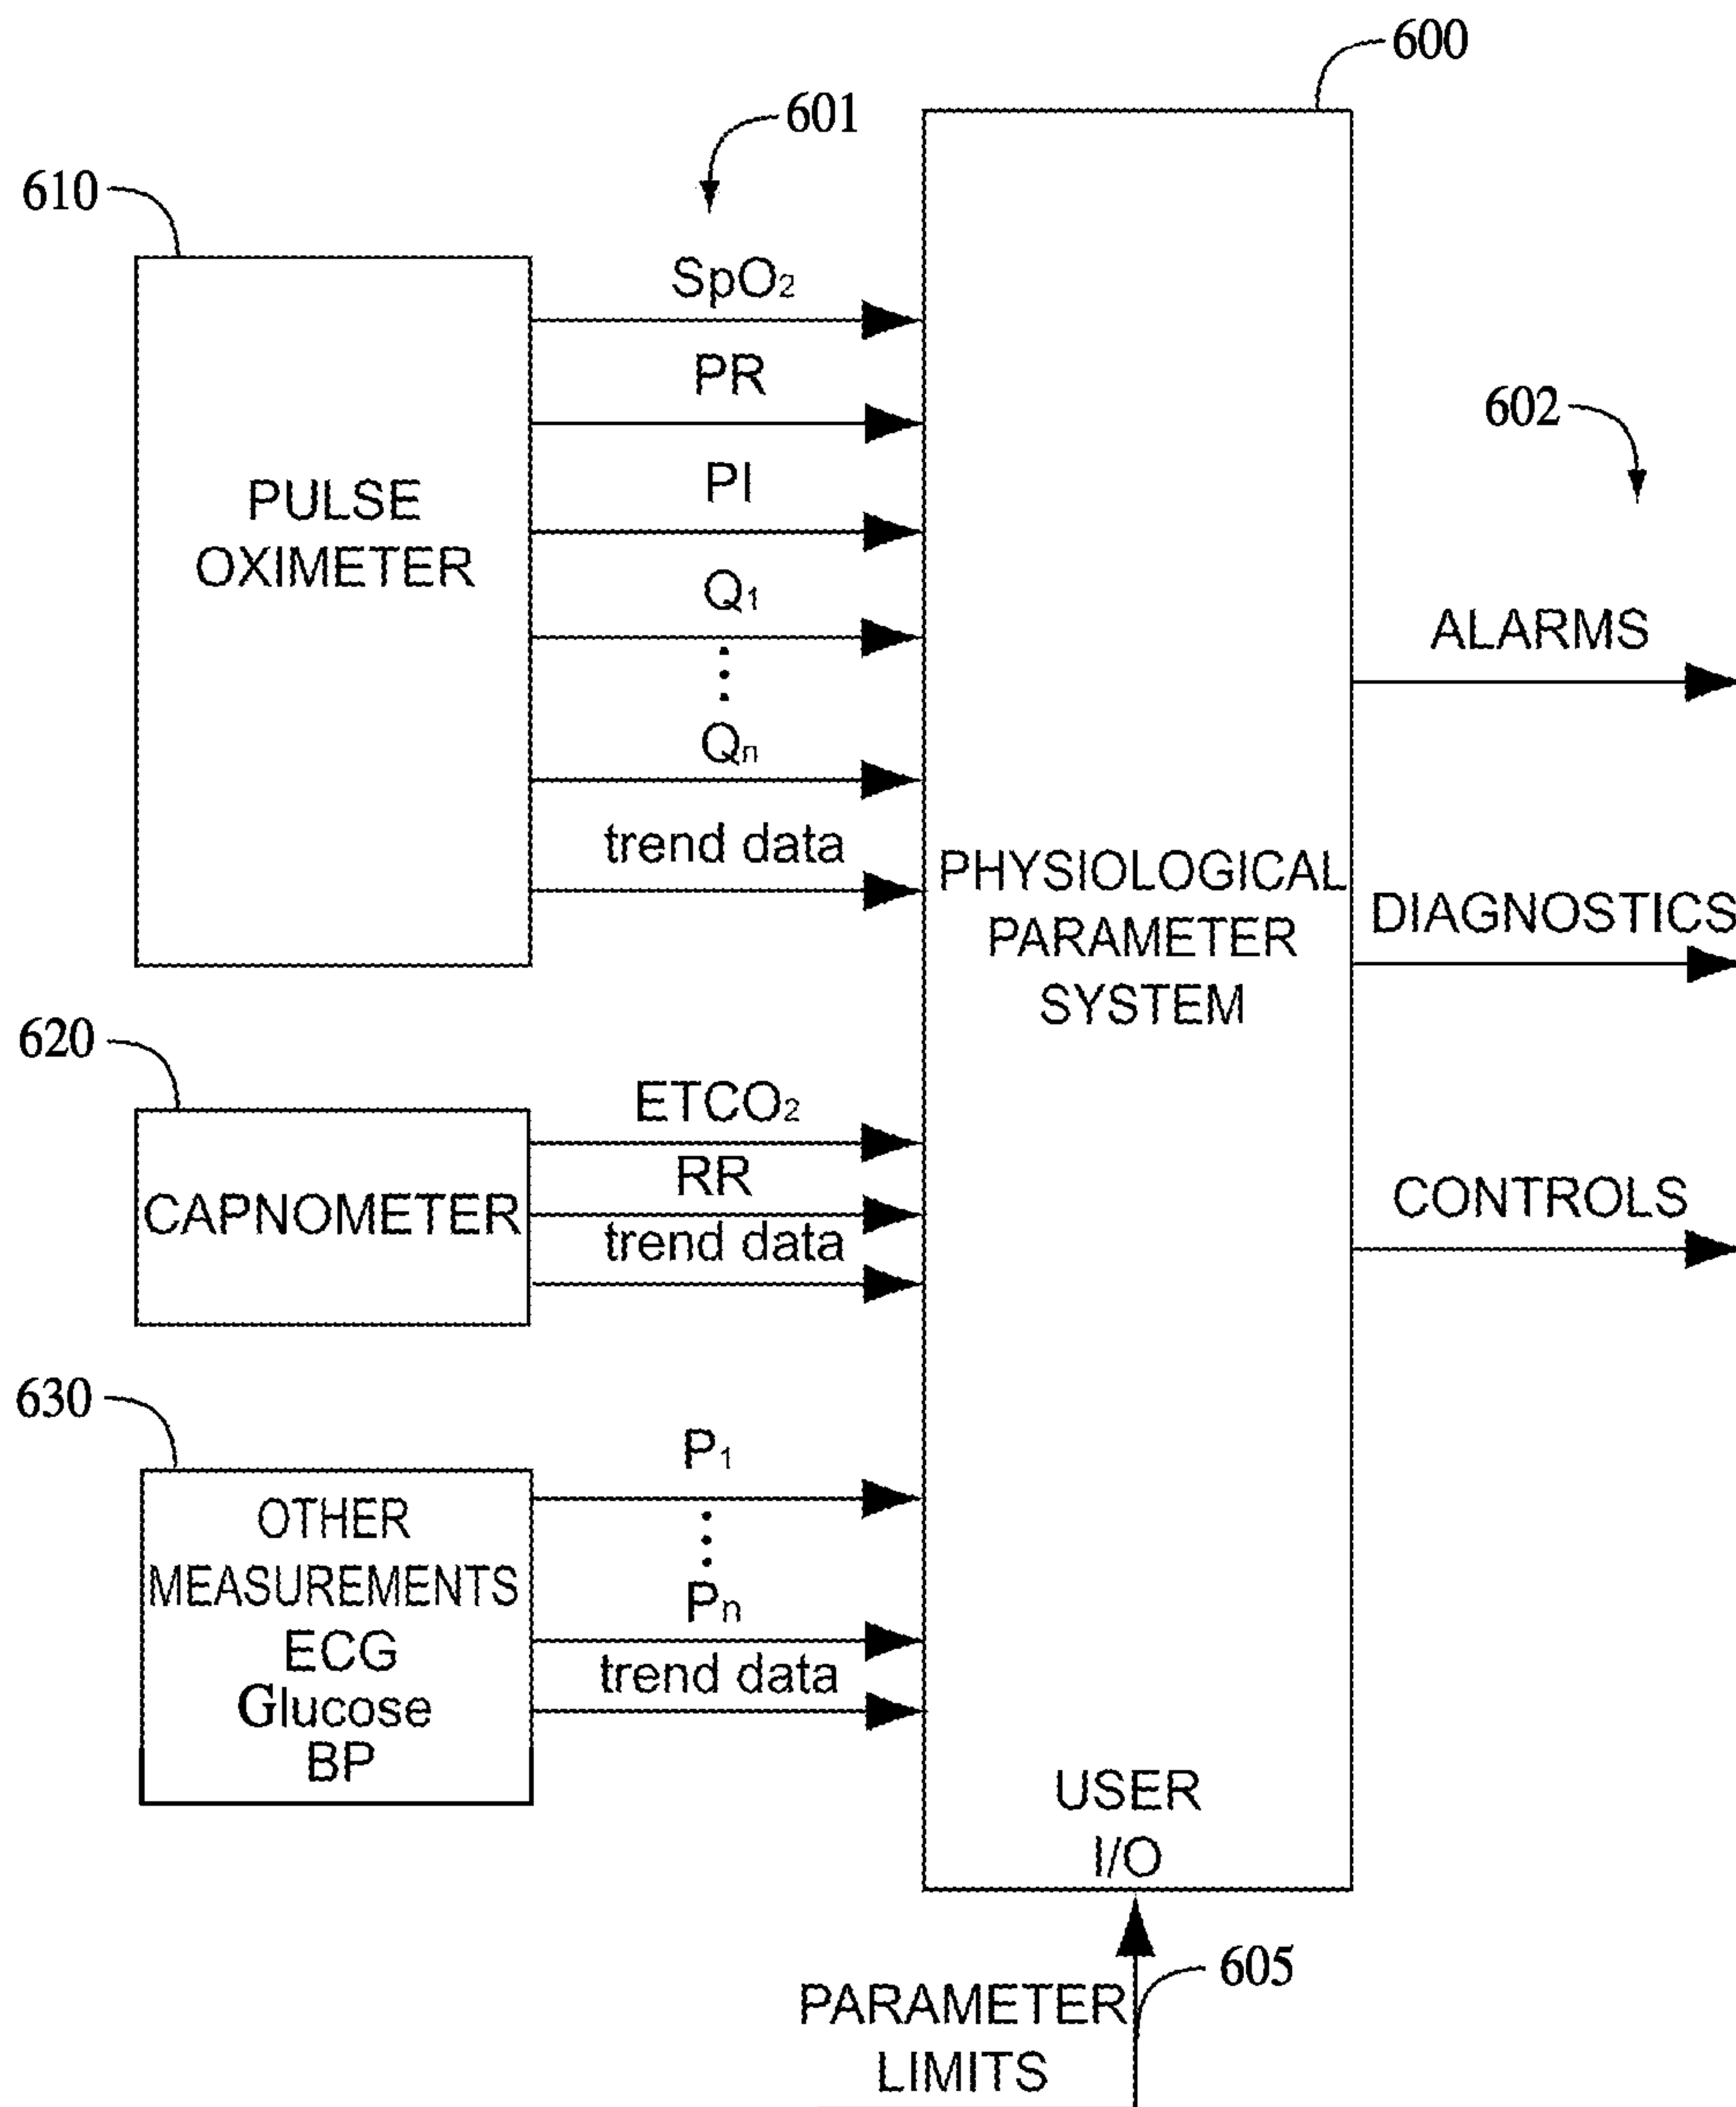 600
601
610
SpO₂
PR
602
PI
PULSE
OXIMETER
Q₁
ALARMS
Qₙ
trend data
PHYSIOLOGICAL
PARAMETER
SYSTEM
DIAGNOSTICS
620
ETCO₂
RR
CAPNOMETER
trend data
CONTROLS
630
P₁
OTHER
MEASUREMENTS
ECG
Glucose
BP
Pₙ
trend data
USER
I/O
605
PARAMETER
LIMITS